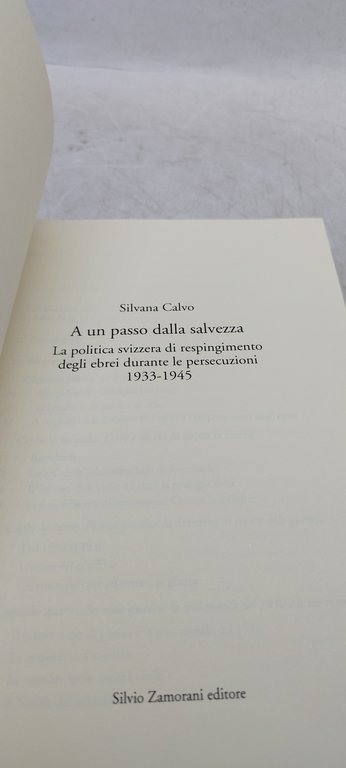 Silvana Calvo
A un passo dalla salvezza
La politica svizzera di respingimento
degli ebrei durante le persecuzioni
1933-1945
Silvio Zamorani editore